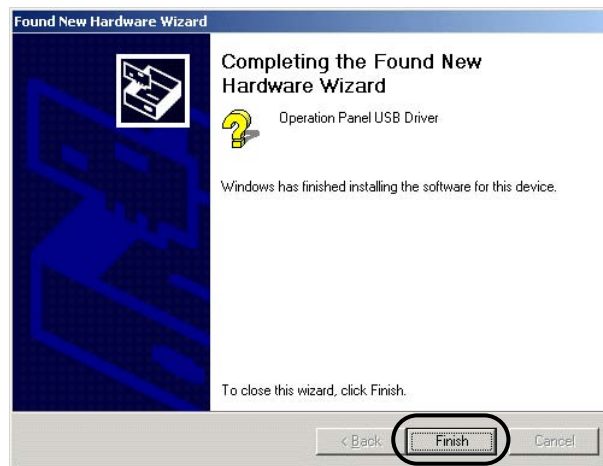 Found New Hardware Wizard
Completing the Found New
Hardware Wizard
Operation Panel USB Driver
Windows has finished installing the software for this device.
To close this wizard, click Finish.
< Back
Finish
Cancel